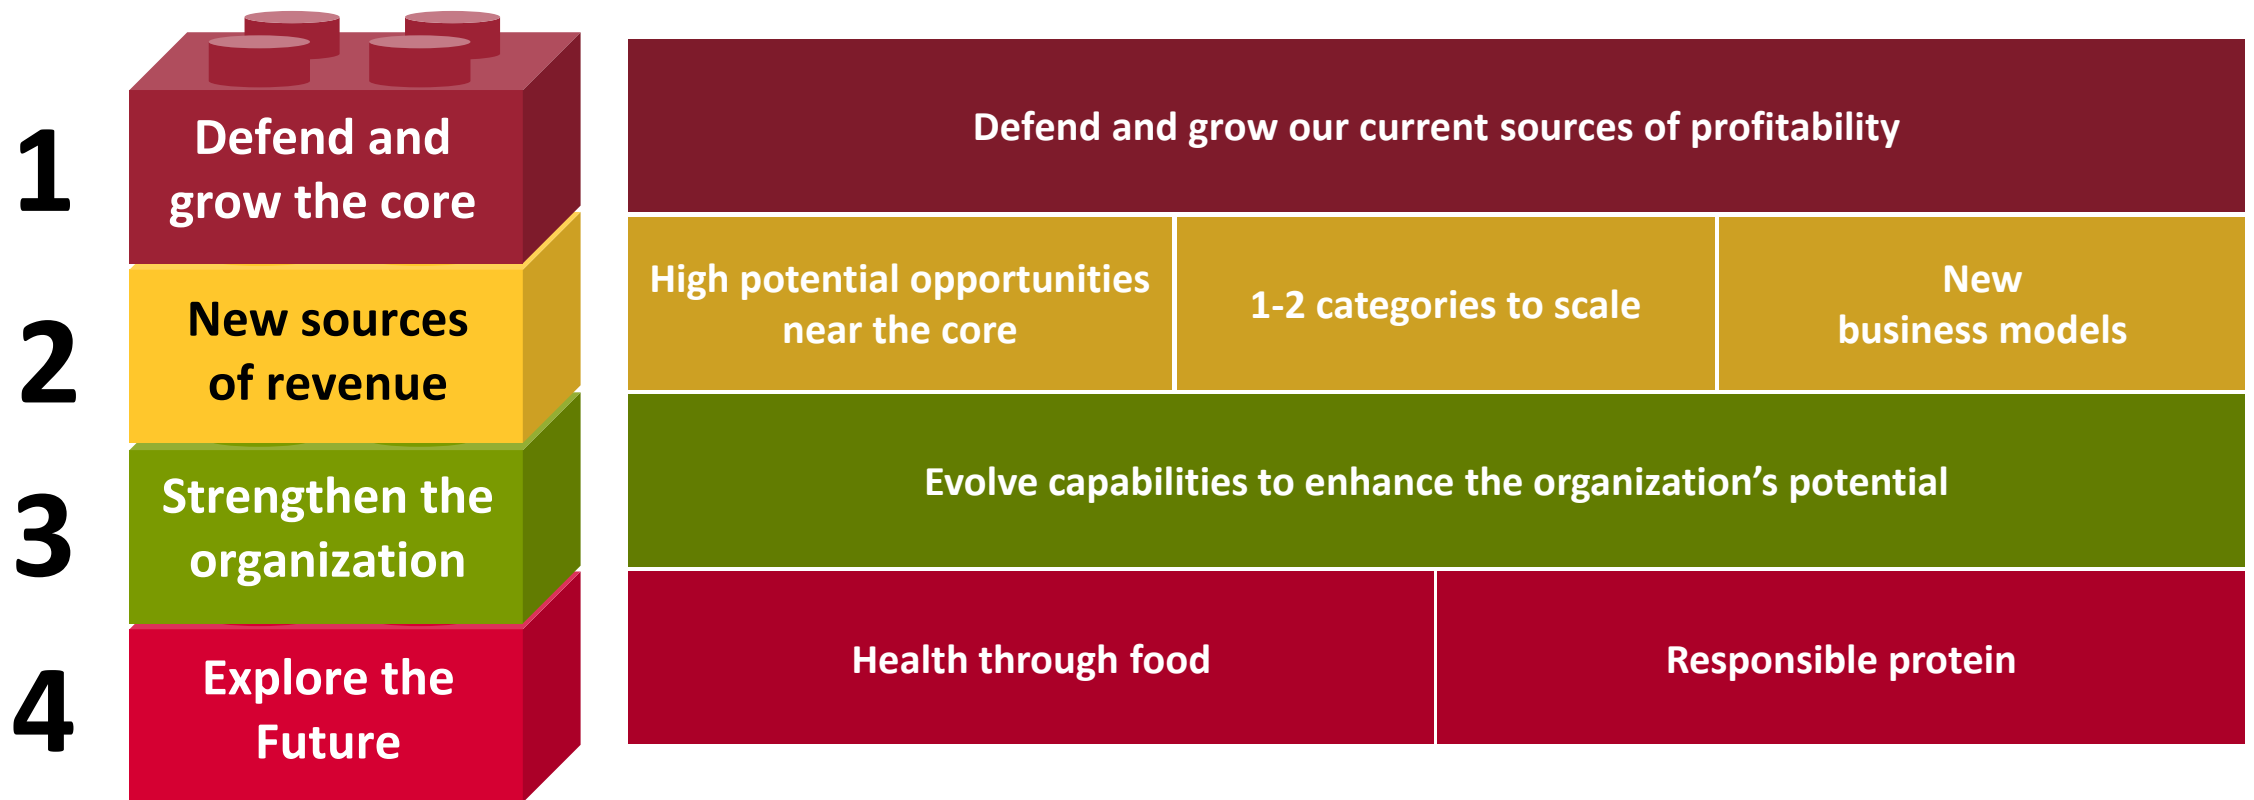 1
Defend and
grow the core
Defend and grow our current sources of profitability
2
New sources
of revenue
High potential opportunities
near the core
1-2 categories to scale
New
business models
3
Strengthen the
organization
Evolve capabilities to enhance the organization’s potential
4
Explore the
Future
Health through food
Responsible protein